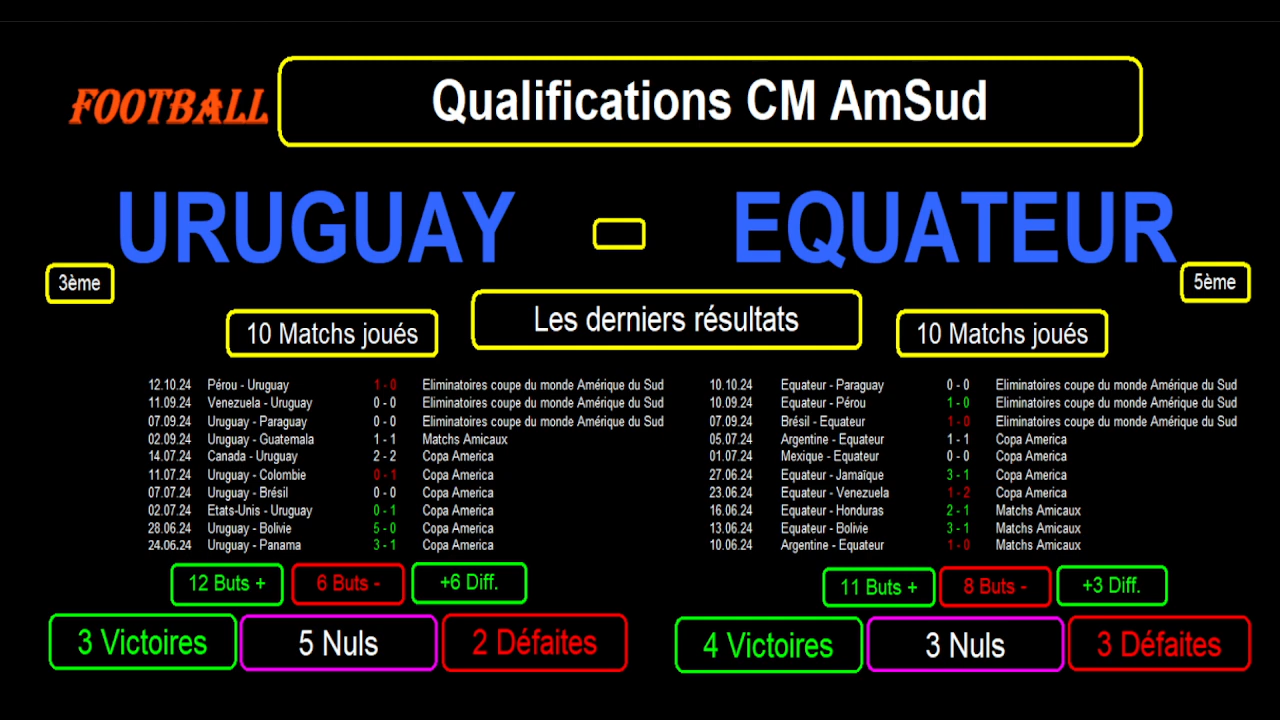 FOOTBALL
Qualifications CM AmSud
URUGUAY - EQUATEUR
3ème
5ème
Les derniers résultats
10 Matchs joués
10 Matchs joués
12.10.24 Pérou - Uruguay 1 - 0 Eliminatoires coupe du monde Amérique du Sud
11.09.24 Venezuela - Uruguay 0 - 0 Eliminatoires coupe du monde Amérique du Sud
07.09.24 Uruguay - Paraguay 0 - 0 Eliminatoires coupe du monde Amérique du Sud
02.09.24 Uruguay - Guatemala 1 - 1 Matchs Amicaux
14.07.24 Canada - Uruguay 2 - 2 Copa America
11.07.24 Uruguay - Colombie 0 - 1 Copa America
07.07.24 Uruguay - Brésil 0 - 0 Copa America
02.07.24 Etats-Unis - Uruguay 0 - 1 Copa America
28.06.24 Uruguay - Bolivie 5 - 0 Copa America
24.06.24 Uruguay - Panama 3 - 1 Copa America
12 Buts + 6 Buts - +6 Diff.
3 Victoires 5 Nuls 2 Défaites
10.10.24 Equateur - Paraguay 0 - 0 Eliminatoires coupe du monde Amérique du Sud
10.09.24 Equateur - Pérou 1 - 0 Eliminatoires coupe du monde Amérique du Sud
07.09.24 Brésil - Equateur 1 - 0 Eliminatoires coupe du monde Amérique du Sud
05.07.24 Argentine - Equateur 1 - 1 Copa America
01.07.24 Mexique - Equateur 0 - 0 Copa America
27.06.24 Equateur - Jamaïque 3 - 1 Copa America
23.06.24 Equateur - Venezuela 1 - 2 Copa America
16.06.24 Equateur - Honduras 2 - 1 Matchs Amicaux
13.06.24 Equateur - Bolivie 3 - 1 Matchs Amicaux
10.06.24 Argentine - Equateur 1 - 0 Matchs Amicaux
11 Buts + 8 Buts - +3 Diff.
4 Victoires 3 Nuls 3 Défaites